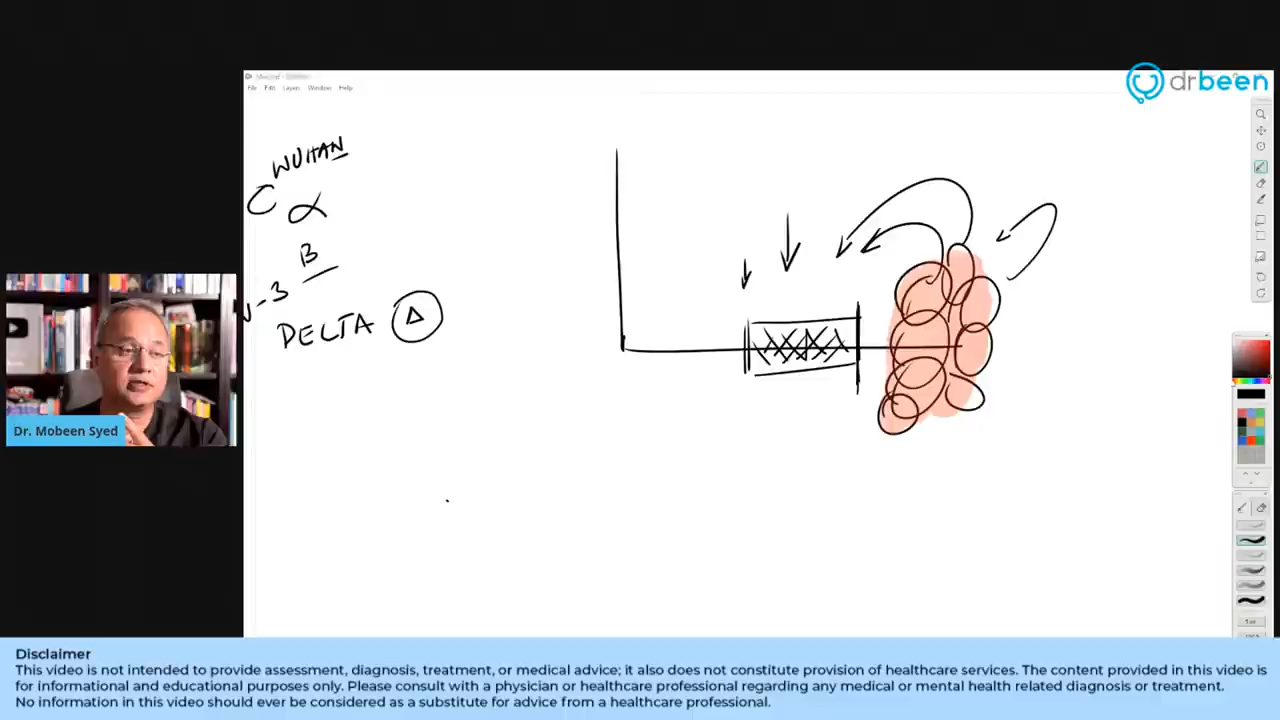 drbeen
File Edit Layers Window Help
WUHAN
C α
B
DELTA Δ
Dr. Mobeen Syed
Disclaimer
This video is not intended to provide assessment, diagnosis, treatment, or medical advice; it also does not constitute provision of healthcare services. The content provided in this video is
for informational and educational purposes only. Please consult with a physician or healthcare professional regarding any medical or mental health related diagnosis or treatment.
No information in this video should ever be considered as a substitute for advice from a healthcare professional.